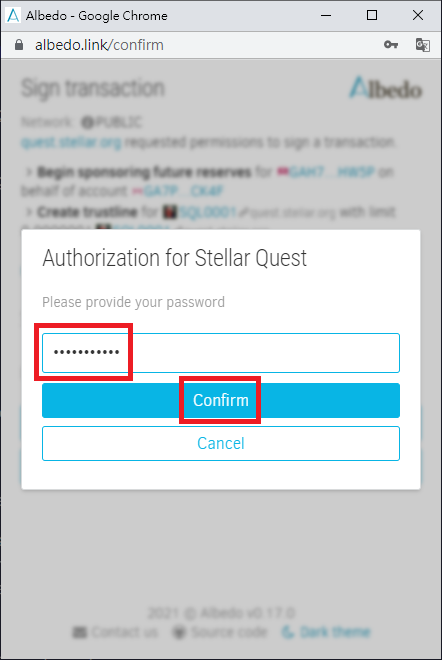 Albedo - Google Chrome
albedo.link/confirm
Sign transaction
Albedo
Network: PUBLIC
quest.stellar.org requested permissions to sign a transaction.
Begin sponsoring future reserves for GAH7...HW5P on
behalf of account GA7P...CK4F
Create trustline for SQL0001 quest.stellar.org with limit
Authorization for Stellar Quest
Please provide your password
•••••••••••
Confirm
Cancel
2021 © Albedo v0.17.0
Contact us Source code Dark theme